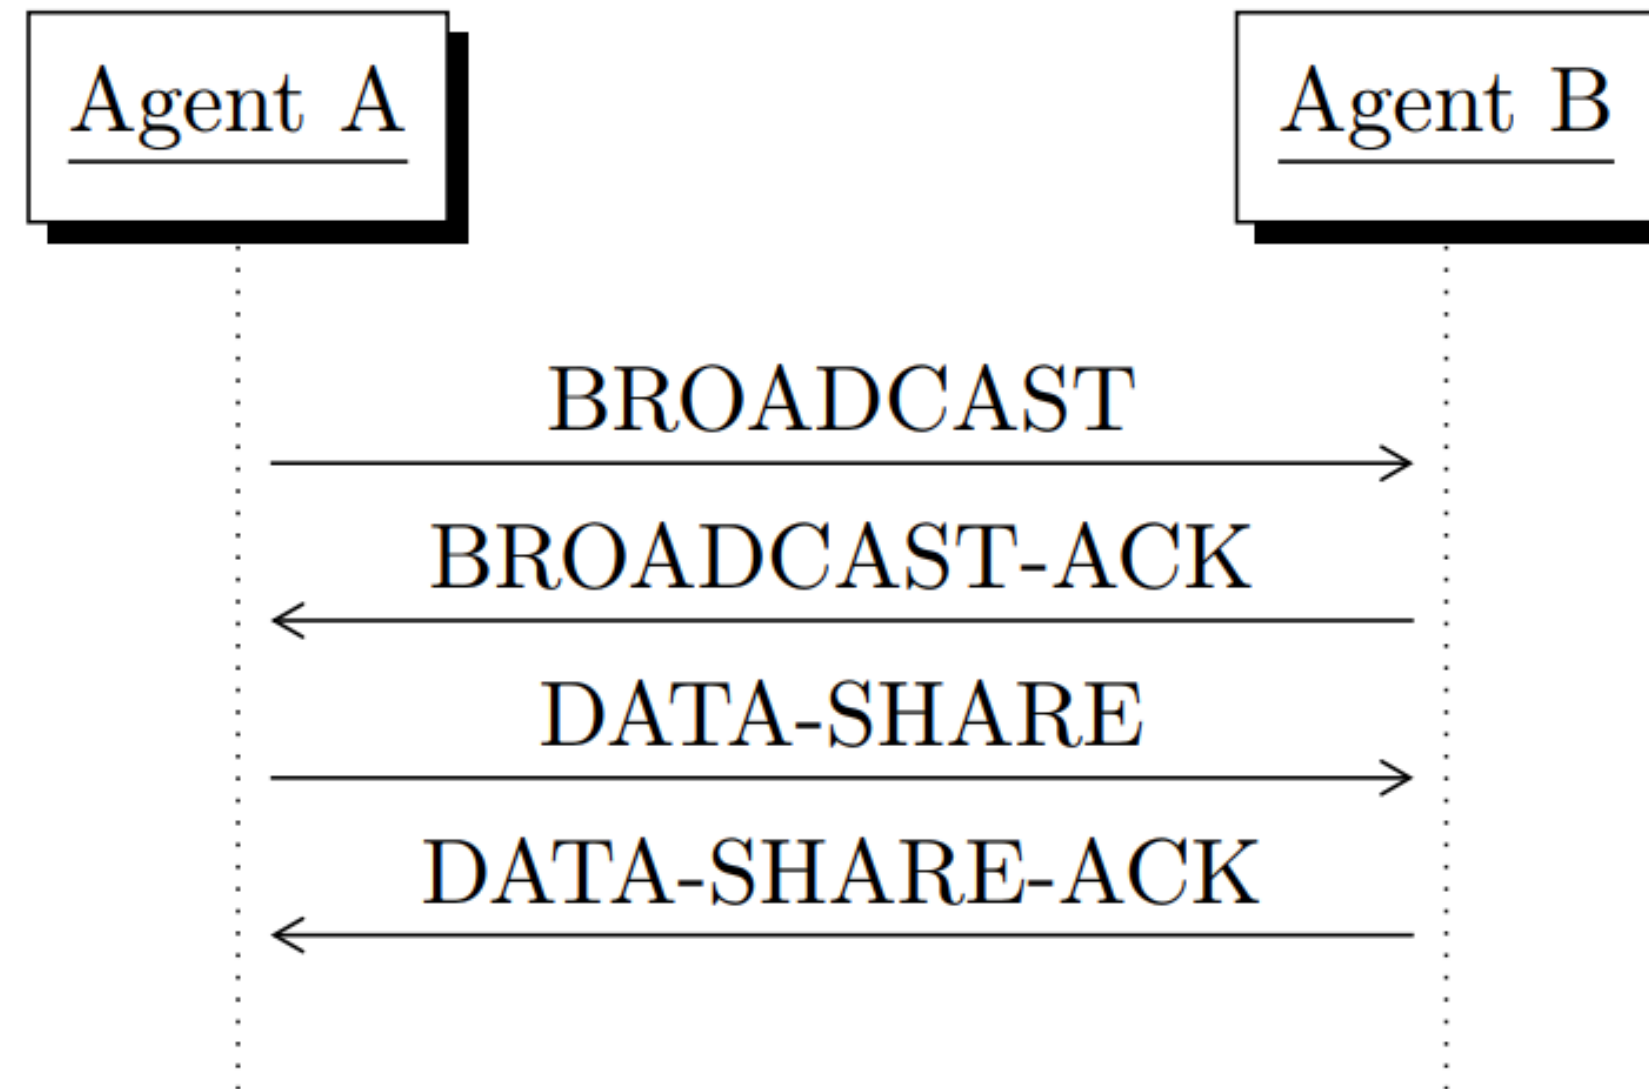 Agent A
Agent B
BROADCAST
BROADCAST-ACK
DATA-SHARE
DATA-SHARE-ACK